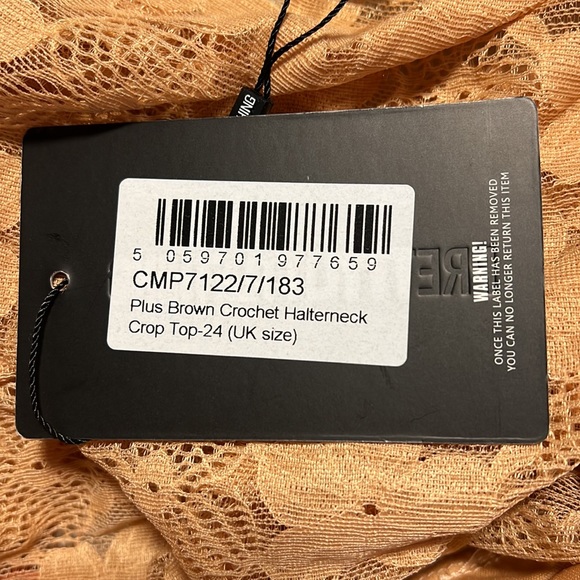 HING
5 059701 977659
CMP7122/7/183
Plus Brown Crochet Halterneck
Crop Top-24 (UK size)
WARNING!
ONCE THIS LABEL HAS BEEN REMOVED
YOU CAN NO LONGER RETURN THIS ITEM